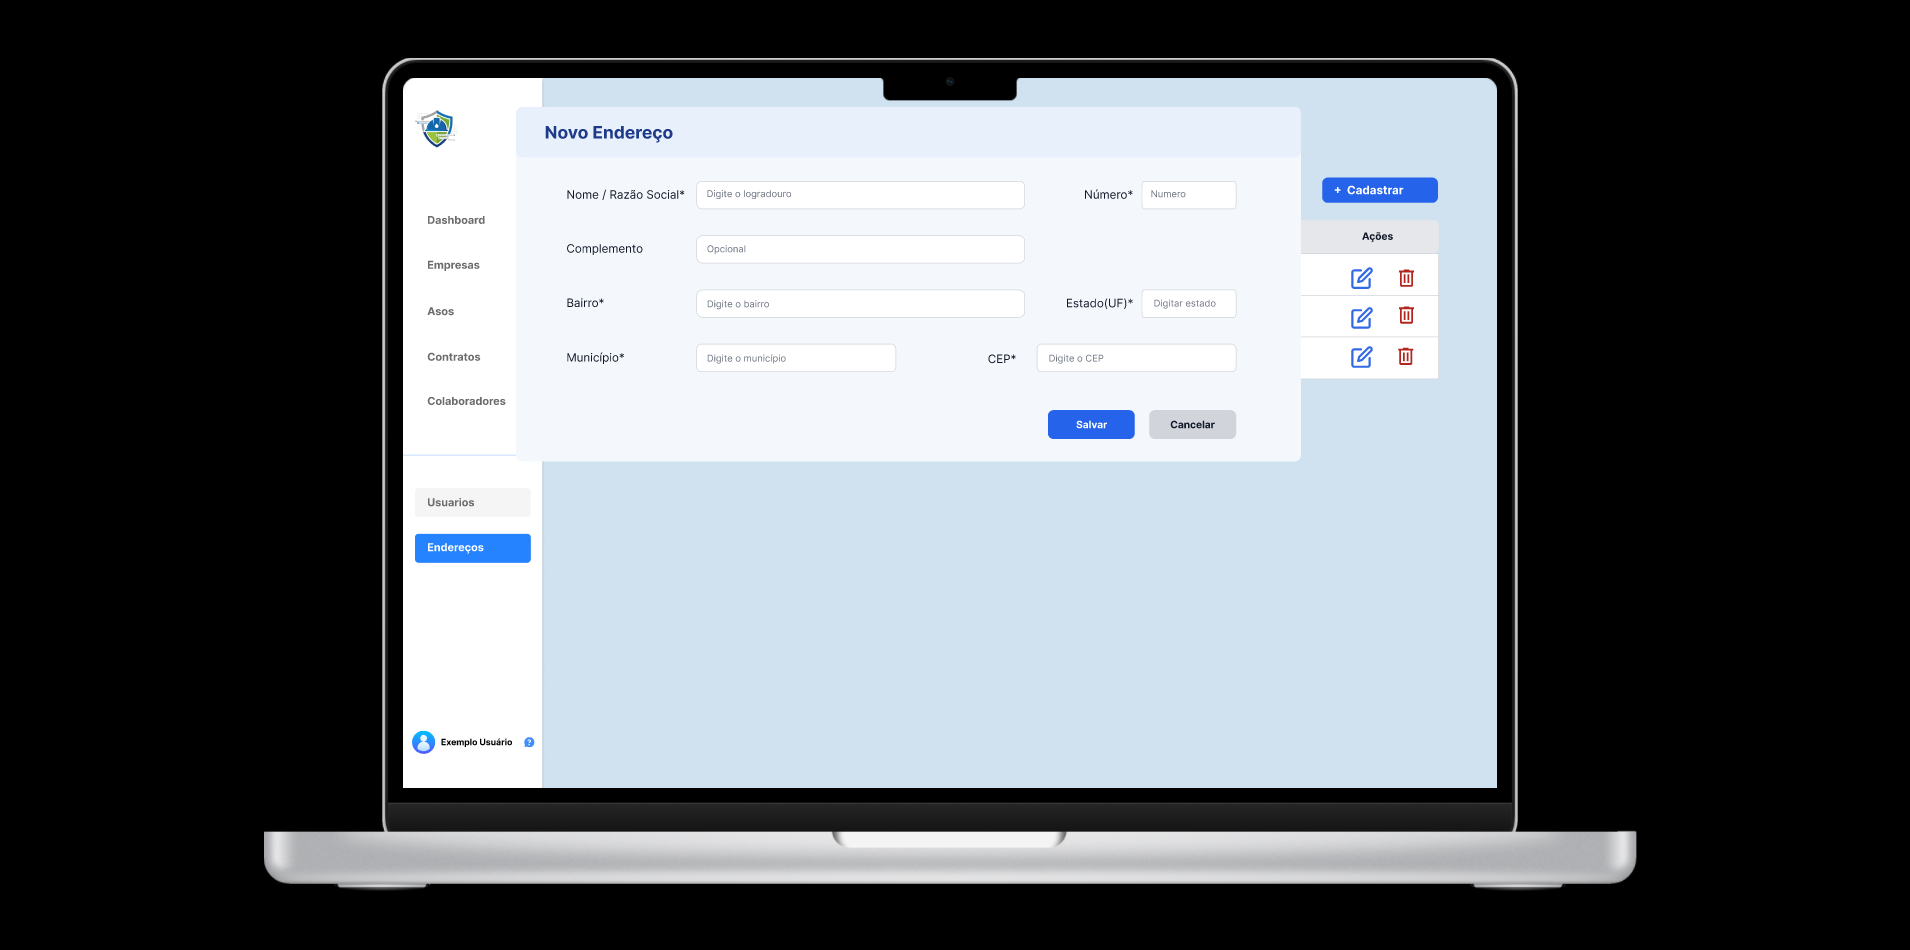 Novo Endereço
Nome / Razão Social* Digite o logradouro Número* Numero
Complemento Opcional
Bairro* Digite o bairro Estado(UF)* Digitar estado
Município* Digite o município CEP* Digite o CEP
Salvar Cancelar
+ Cadastrar
Ações
Dashboard
Empresas
Asos
Contratos
Colaboradores
Usuarios
Endereços
Exemplo Usuário ?